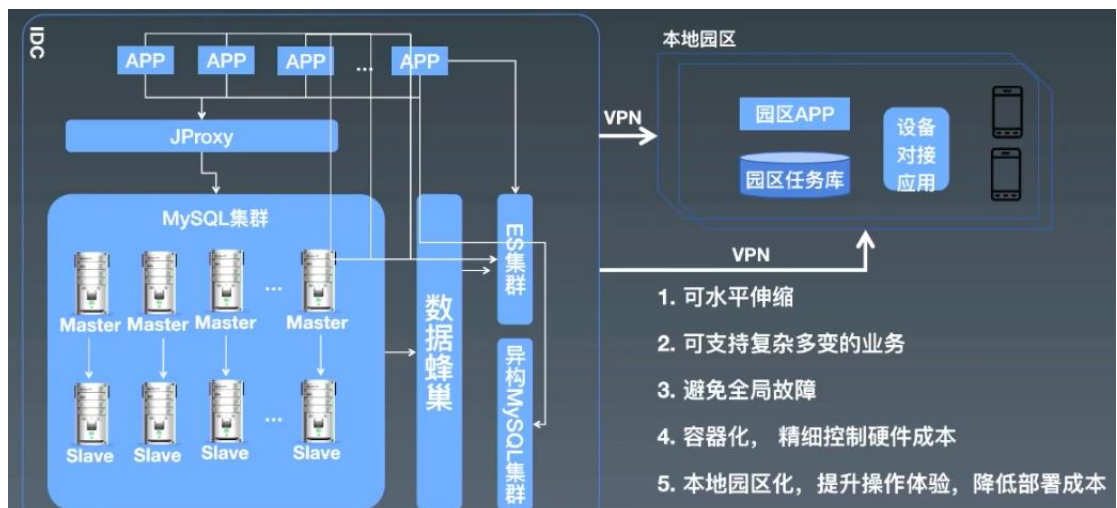 IDC
APP APP APP ... APP
JProxy
MySQL集群
... 
Master Master Master Master
...
Slave Slave Slave Slave
数据蜂巢
ES集群
异构MySQL集群
VPN
本地园区
园区APP
园区任务库
设备
对接
应用
VPN
1. 可水平伸缩
2. 可支持复杂多变的业务
3. 避免全局故障
4. 容器化， 精细控制硬件成本
5. 本地园区化，提升操作体验，降低部署成本